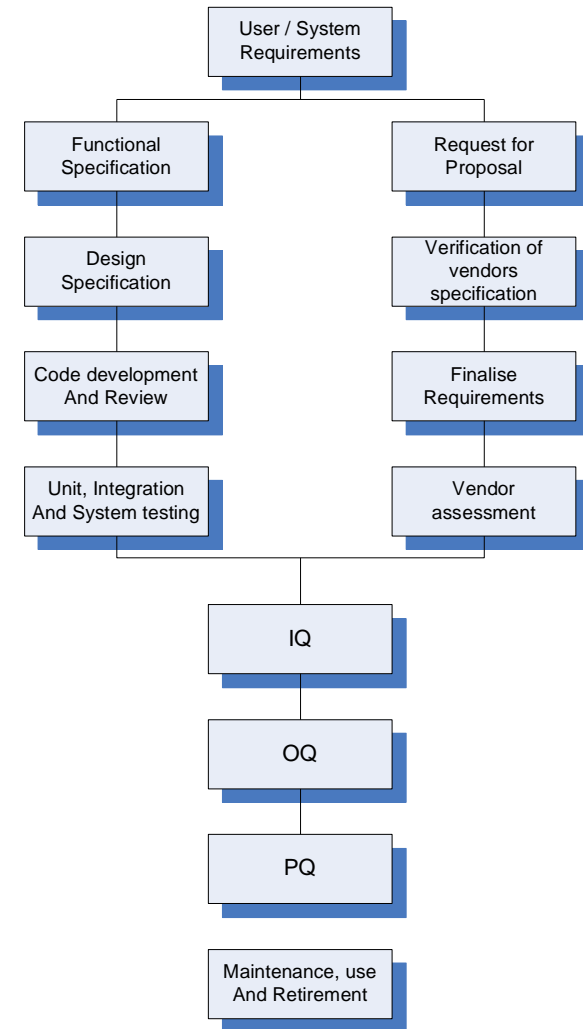 User / System
Requirements
Functional
Specification
Request for
Proposal
Design
Specification
Verification of
vendors
specification
Code development
And Review
Finalise
Requirements
Unit, Integration
And System testing
Vendor
assessment
IQ
OQ
PQ
Maintenance, use
And Retirement